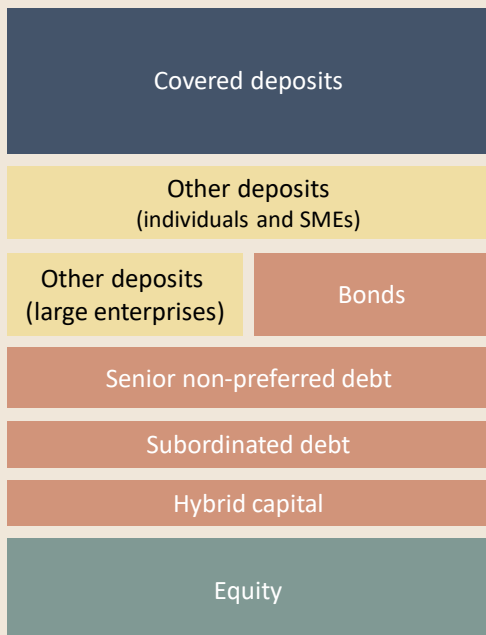 Covered deposits
Other deposits
(individuals and SMEs)
Other deposits
(large enterprises)
Bonds
Senior non-preferred debt
Subordinated debt
Hybrid capital
Equity